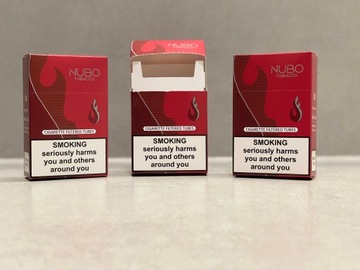 NUBO
TOBACCO
CIGARETTE FILTERED TUBES
SMOKING
seriously harms
you and others
around you
NUBO
CIGARETTE FILTERED TUBES
SMOKING
seriously harms
you and others
around you
NUBO
TOBACCO
CIGARETTE FILTERED TUBES
SMOKING
seriously harms
you and others
around you